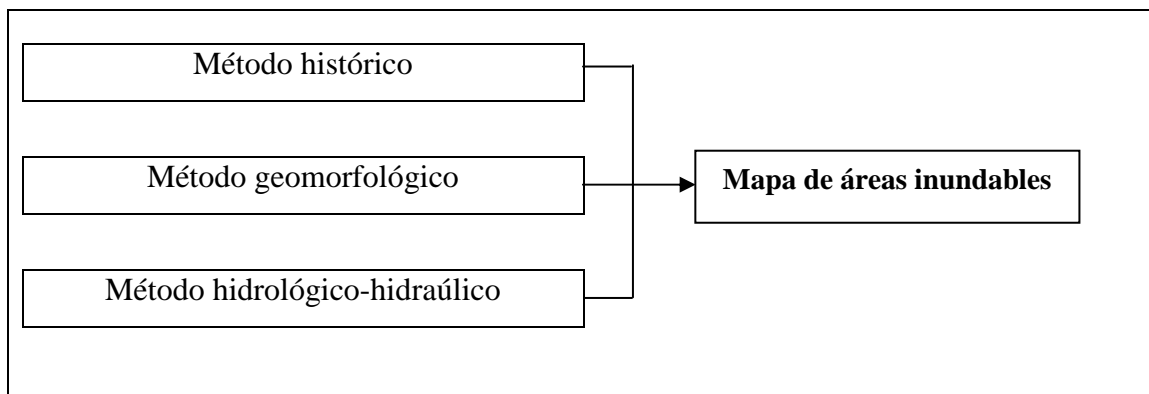 Método histórico
Método geomorfológico
Mapa de áreas inundables
Método hidrológico-hidraúlico